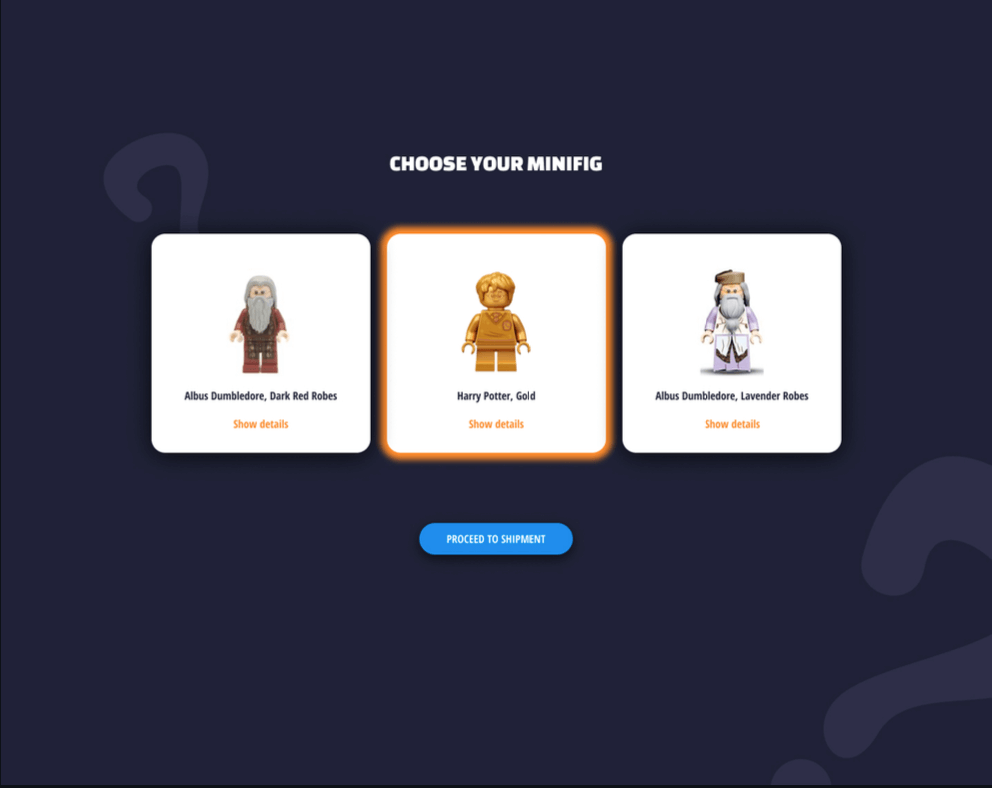 CHOOSE YOUR MINIFIG
Albus Dumbledore, Dark Red Robes
Show details
Harry Potter, Gold
Show details
Albus Dumbledore, Lavender Robes
Show details
PROCEED TO SHIPMENT